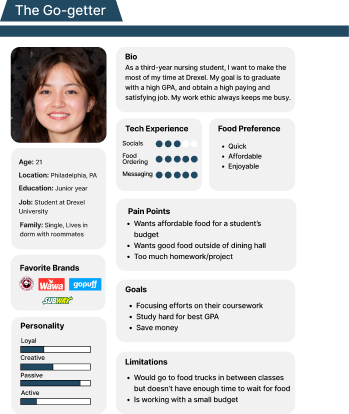 The Go-getter
Bio
As a third-year nursing student, I want to make the
most of my time at Drexel. My goal is to graduate
with a high GPA, and obtain a high paying and
satisfying job. My work ethic always keeps me busy.
Tech Experience
Socials
Food
Ordering
Messaging
Food Preference
• Quick
• Affordable
• Enjoyable
Age: 21
Location: Philadelphia, PA
Education: Junior year
Job: Student at Drexel
University
Family: Single, Lives in
dorm with roommates
Pain Points
• Wants affordable food for a student's
budget
• Wants good food outside of dining hall
• Too much homework/project
Favorite Brands
Wawa
gopuff
SUBWAY
Goals
• Focusing efforts on their coursework
• Study hard for best GPA
• Save money
Personality
Loyal
Creative
Passive
Active
Limitations
• Would go to food trucks in between classes
but doesn't have enough time to wait for food
• Is working with a small budget